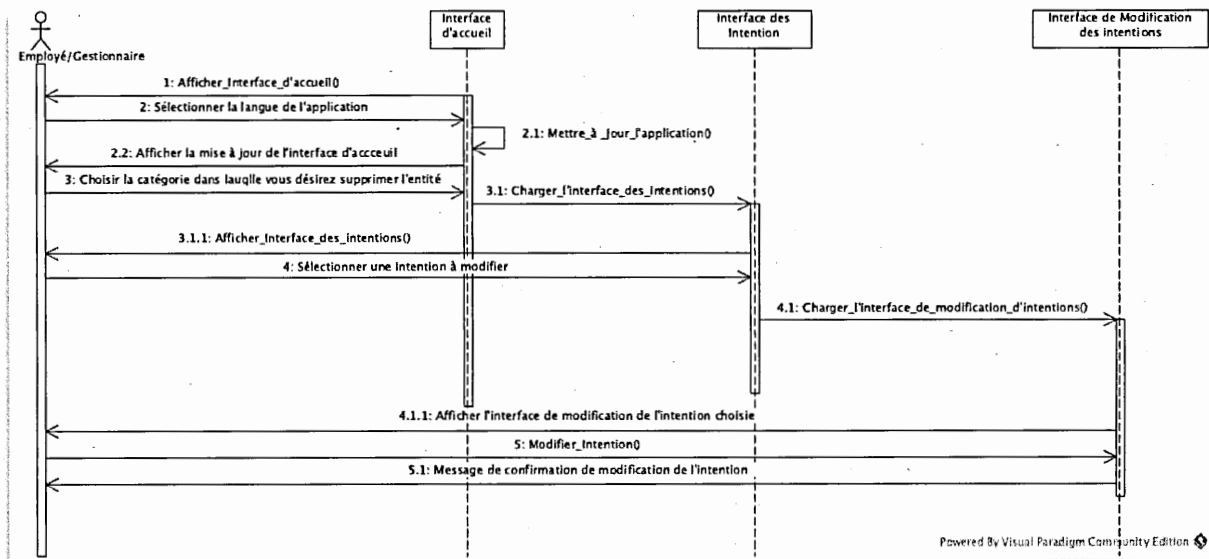 Interface
d'accueil
Interface des
Intention
Interface de Modification
des intentions
Employé/Gestionnaire
1: Afficher_Interface_d'accueil()
2: Sélectionner la langue de l'application
2.1: Mettre_à_Jour_l'application()
2.2: Afficher la mise à jour de l'interface d'accceuil
3: Choisir la catégorie dans lauqlle vous désirez supprimer l'entité
3.1: Charger_l'interface_des_Intentions()
3.1.1: Afficher_Interface_des_intentions()
4: Sélectionner une intention à modifier
4.1: Charger_l'interface_de_modification_d'intentions()
4.1.1: Afficher l'interface de modification de l'intention choisie
5: Modifier_Intention()
5.1: Message de confirmation de modification de l'intention
Powered By Visual Paradigm Community Edition